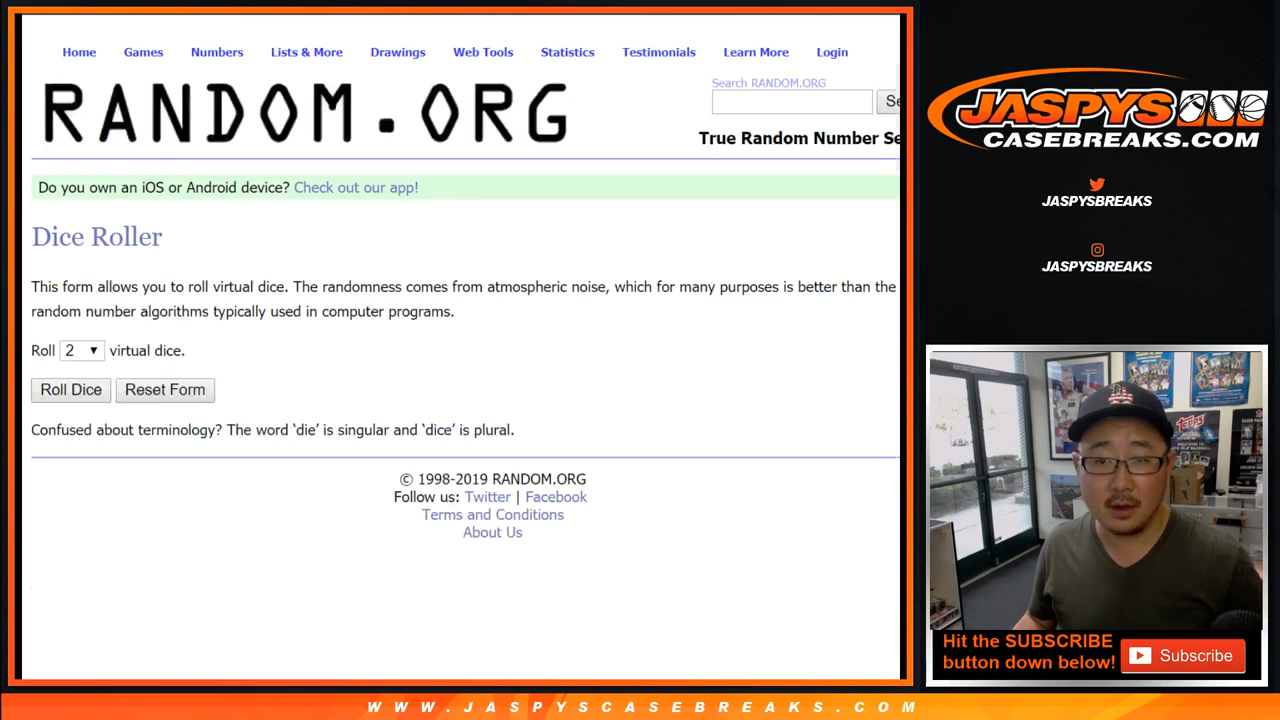 Home Games Numbers Lists & More Drawings Web Tools Statistics Testimonials Learn More Login
RANDOM.ORG
Search RANDOM.ORG
Se
True Random Number Se
Do you own an iOS or Android device? Check out our app!
Dice Roller
This form allows you to roll virtual dice. The randomness comes from atmospheric noise, which for many purposes is better than the
random number algorithms typically used in computer programs.
Roll 2 virtual dice.
Roll Dice Reset Form
Confused about terminology? The word ‘die’ is singular and ‘dice’ is plural.
© 1998-2019 RANDOM.ORG
Follow us: Twitter | Facebook
Terms and Conditions
About Us
JASPYS
CASEBREAKS.COM
JASPYSBREAKS
JASPYSBREAKS
TOPPS
Hit the SUBSCRIBE
button down below!
Subscribe
WWW.JASPYSCASEBREAKS.COM